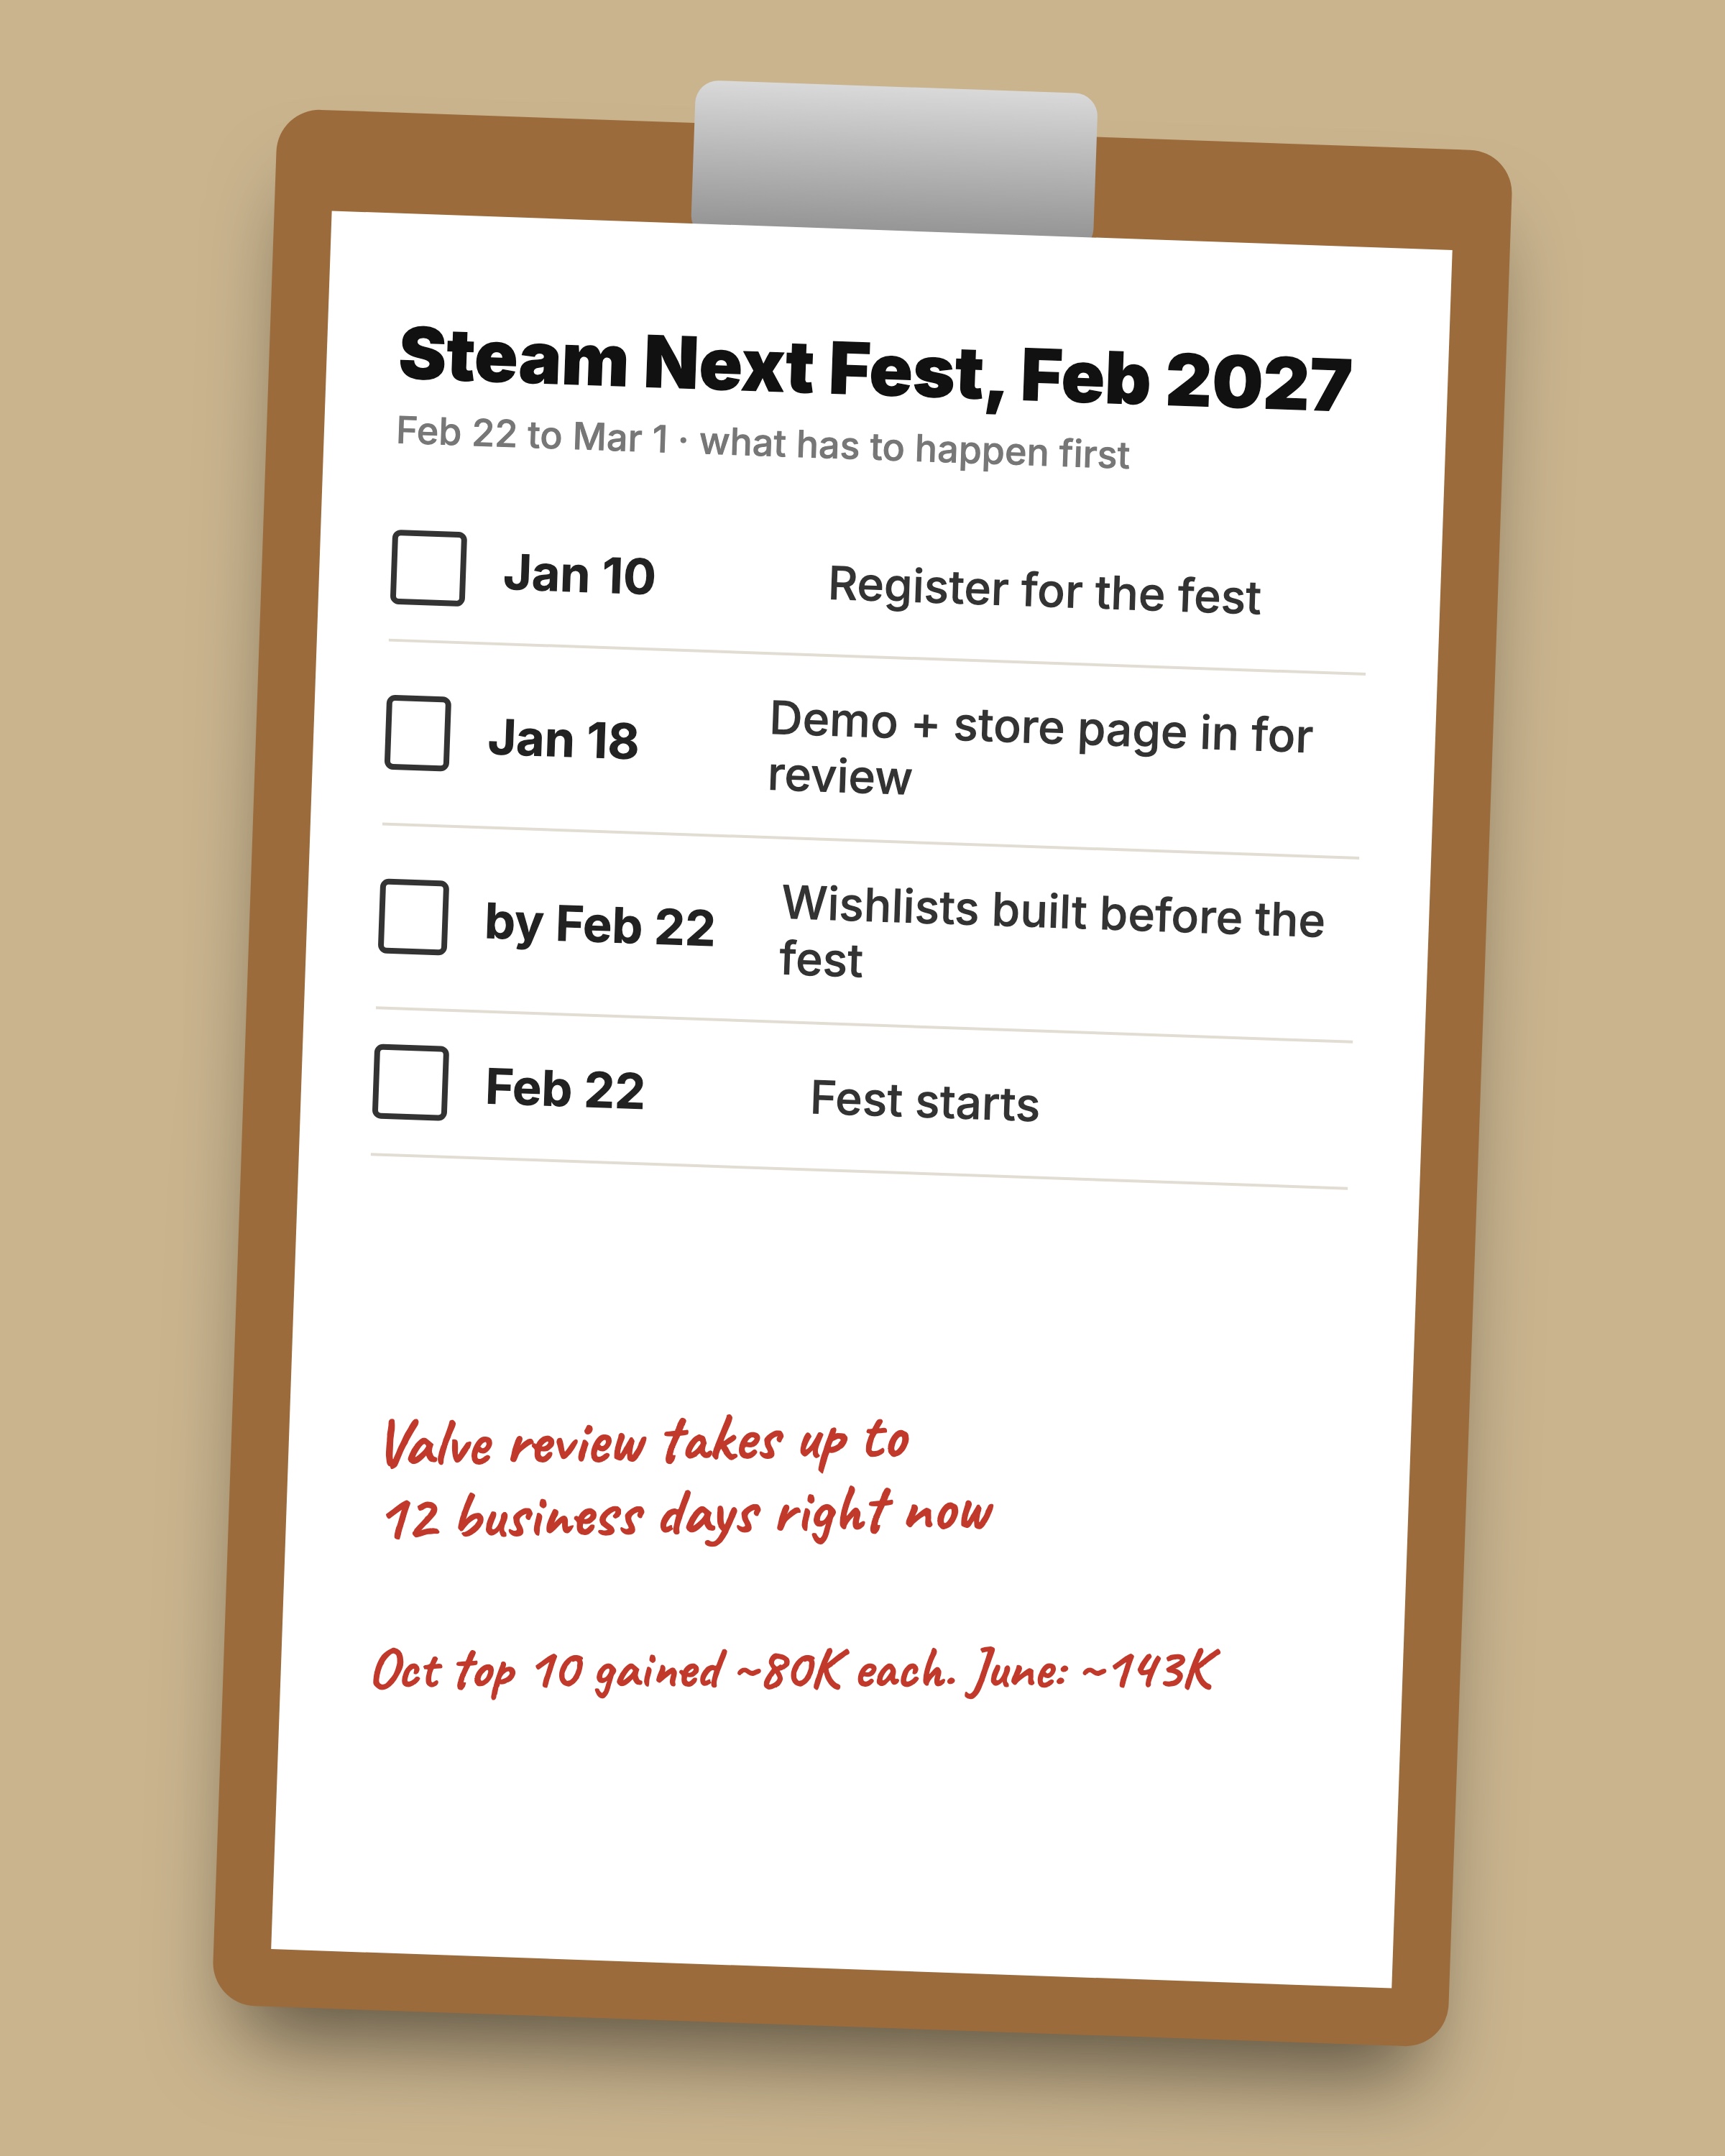 Steam Next Fest, Feb 2027
Feb 22 to Mar 1 · what has to happen first
Jan 10 Register for the fest
Jan 18 Demo + store page in for
review
by Feb 22 Wishlists built before the
fest
Feb 22 Fest starts
Valve review takes up to
12 business days right now
Oct top 10 gained ~80K each. June: ~143K